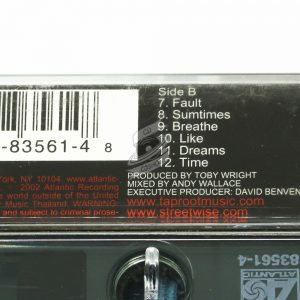 Side B
7. Fault
8. Sumtimes
9. Breathe
10. Like
11. Dreams
12. Time
-83561-4 8
PRODUCED BY TOBY WRIGHT
MIXED BY ANDY WALLACE
EXECUTIVE PRODUCER: DAVID BENVEN
York, NY 10104. www.atlantic-
. - 2002 Atlantic Recording
he world outside of the United
Music Thailand. WARNING:
and subject to criminal prose-
www.taprootmusic.com
www.streetwise.com
83561-4